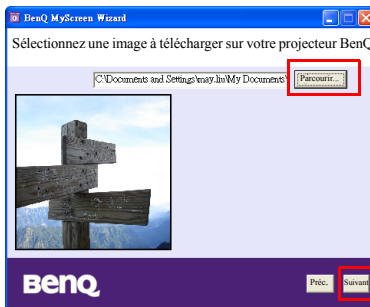 BenQ MyScreen Wizard
Sélectionnez une image à télécharger sur votre projecteur BenQ
C:\Documents and Settings\may.liu\My Documents\
Parcourir...
BenQ
Préc.
Suivant